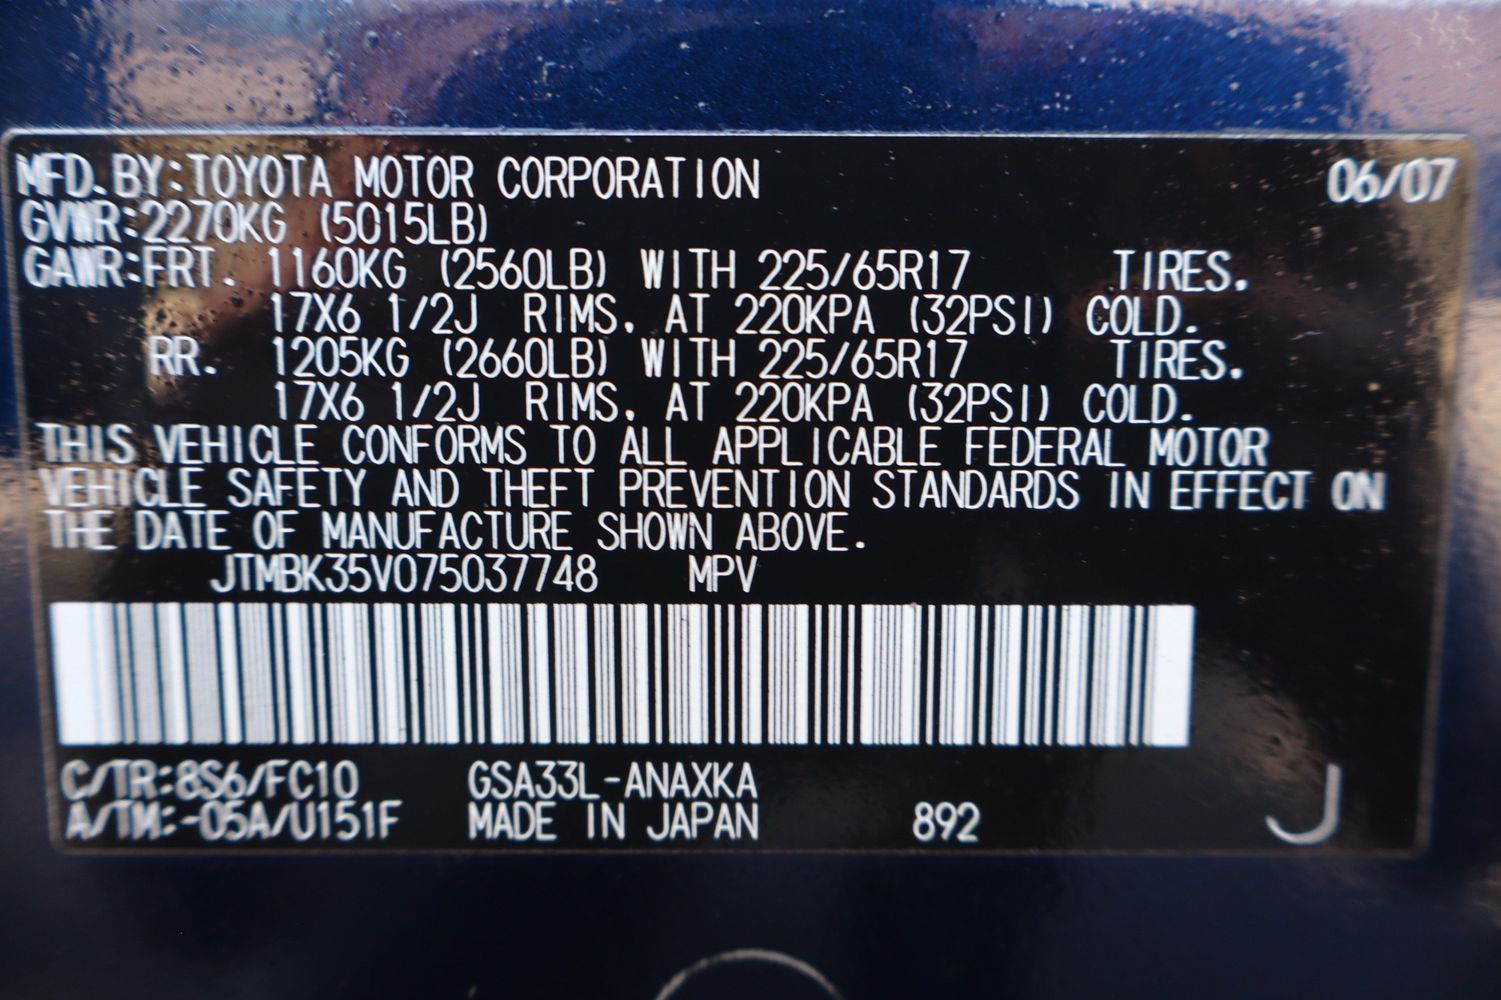 MFD. BY: TOYOTA MOTOR CORPORATION 06/07
GVWR: 2270KG (5015LB)
GAWR: FRT. 1160KG (2560LB) WITH 225/65R17 TIRES.
17X6 1/2J RIMS. AT 220KPA (32PSI) COLD.
RR. 1205KG (2660LB) WITH 225/65R17 TIRES.
17X6 1/2J RIMS. AT 220KPA (32PSI) COLD.
THIS VEHICLE CONFORMS TO ALL APPLICABLE FEDERAL MOTOR
VEHICLE SAFETY AND THEFT PREVENTION STANDARDS IN EFFECT ON
THE DATE OF MANUFACTURE SHOWN ABOVE.
JTMBK35V075037748 MPV
C/TR:8S6/FC10 GSA33L-ANAXKA
A/TM:-05A/U151F MADE IN JAPAN 892 J